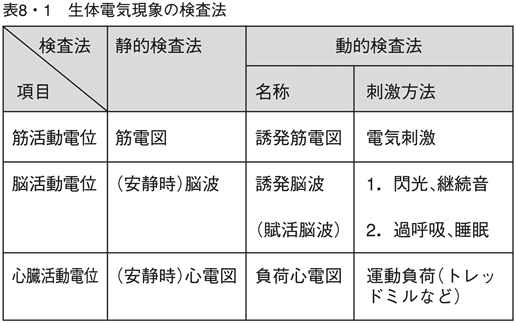 表8・1　生体電気現象の検査法
検査法
項目
静的検査法
動的検査法
名称
刺激方法
筋活動電位
筋電図
誘発筋電図
電気刺激
脳活動電位
（安静時）脳波
誘発脳波
1．閃光、継続音
（賦活脳波）
2．過呼吸、睡眠
心臓活動電位
（安静時）心電図
負荷心電図
運動負荷（トレッ
ドミルなど）